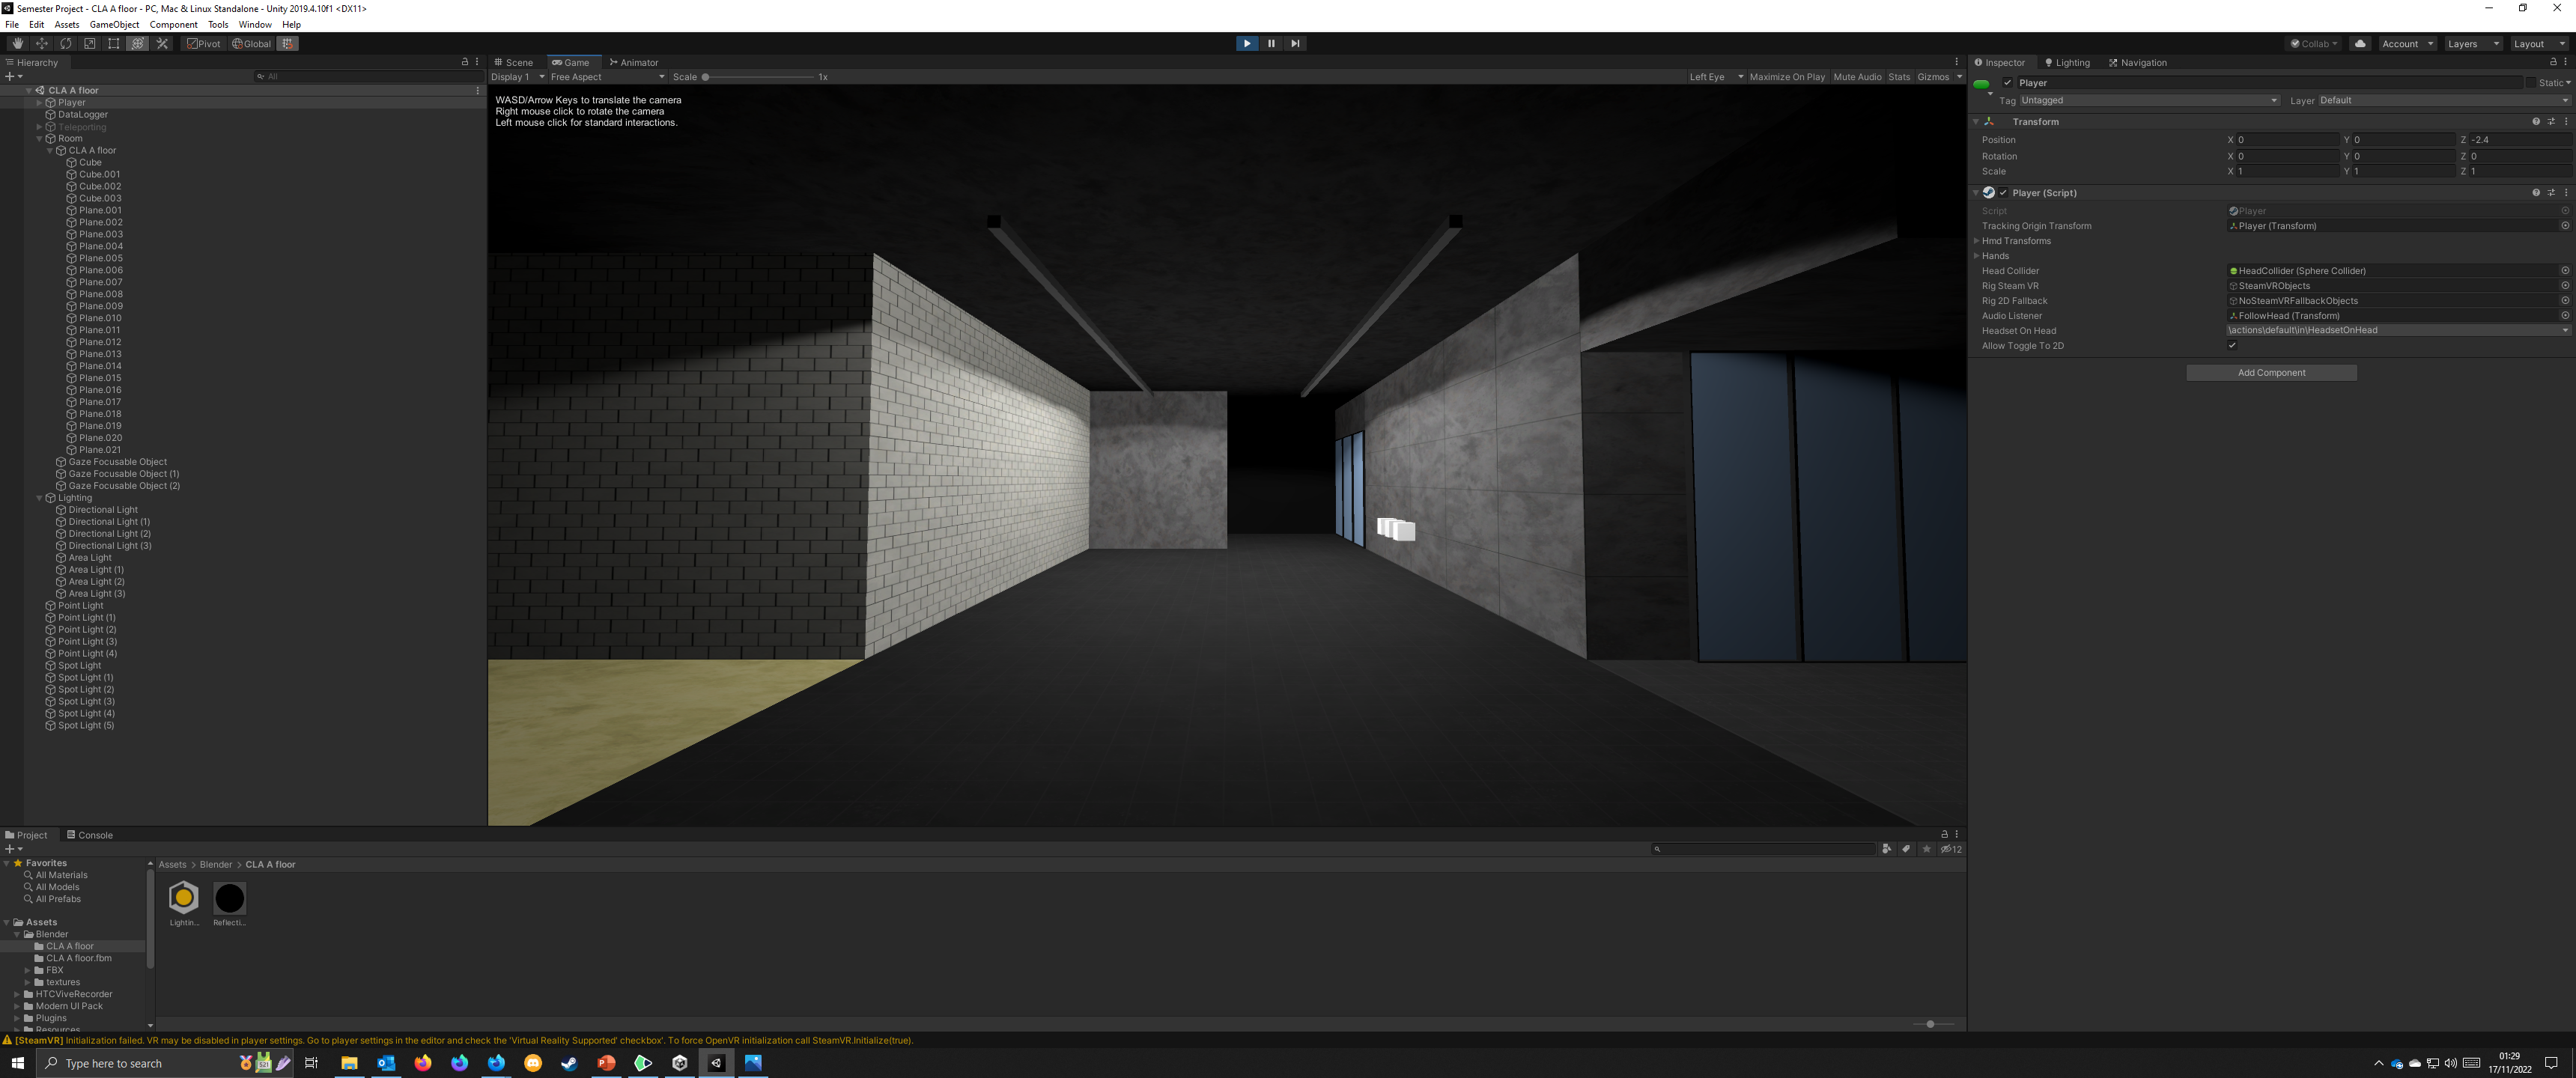 Semester Project - CLA A floor - PC, Mac & Linux Standalone - Unity 2019.4.10f1 <DX11>
File Edit Assets GameObject Component Tools Window Help
Pivot Global Collab Account Layers Layout
Hierarchy
All
CLA A floor
Player
DataLogger
Teleporting
Room
CLA A floor
Cube
Cube.001
Cube.002
Cube.003
Plane.001
Plane.002
Plane.003
Plane.004
Plane.005
Plane.006
Plane.007
Plane.008
Plane.009
Plane.010
Plane.011
Plane.012
Plane.013
Plane.014
Plane.015
Plane.016
Plane.017
Plane.018
Plane.019
Plane.020
Plane.021
Gaze Focusable Object
Gaze Focusable Object (1)
Gaze Focusable Object (2)
Lighting
Directional Light
Directional Light (1)
Directional Light (2)
Directional Light (3)
Area Light
Area Light (1)
Area Light (2)
Area Light (3)
Point Light
Point Light (1)
Point Light (2)
Point Light (3)
Point Light (4)
Spot Light
Spot Light (1)
Spot Light (2)
Spot Light (3)
Spot Light (4)
Spot Light (5)
Scene Game Animator
Display 1 Free Aspect Scale 1x Left Eye Maximize On Play Mute Audio Stats Gizmos
WASD/Arrow Keys to translate the camera
Right mouse click to rotate the camera
Left mouse click for standard interactions.
Inspector Lighting Navigation
Player Static
Tag Untagged Layer Default
Transform
Position X 0 Y 0 Z -2.4
Rotation X 0 Y 0 Z 0
Scale X 1 Y 1 Z 1
Player (Script)
Script Player
Tracking Origin Transform Player (Transform)
Hmd Transforms
Hands
Head Collider HeadCollider (Sphere Collider)
Rig Steam VR SteamVRObjects
Rig 2D Fallback NoSteamVRFallbackObjects
Audio Listener FollowHead (Transform)
Headset On Head \actions\default\in\HeadsetOnHead
Allow Toggle To 2D
Add Component
Project Console
12
Favorites
All Materials
All Models
All Prefabs
Assets
Blender
CLA A floor
CLA A floor.fbm
FBX
textures
HTCViveRecorder
Modern UI Pack
Plugins
Resources
Assets > Blender > CLA A floor
Lightin... Reflecti...
[SteamVR] Initialization failed. VR may be disabled in player settings. Go to player settings in the editor and check the 'Virtual Reality Supported' checkbox'. To force OpenVR initialization call SteamVR.Initialize(true).
Type here to search
01:29
17/11/2022